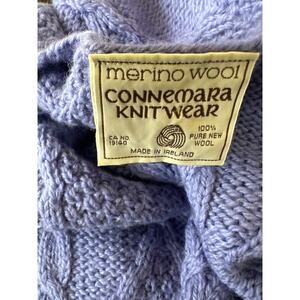 merino wool
CONNEMARA
KNITWEAR
CA NO. 100%
19140 PURE NEW
WOOL
MADE IN IRELAND